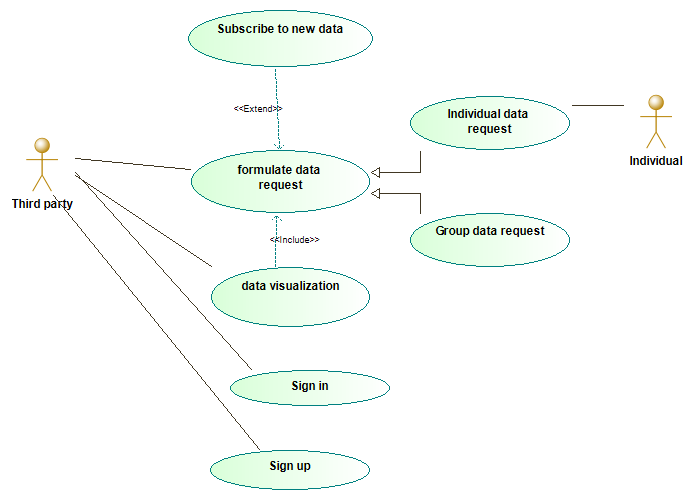 Subscribe to new data
<<Extend>>
Individual data
request
Individual
formulate data
request
Third party
Group data request
<<Include>>
data visualization
Sign in
Sign up